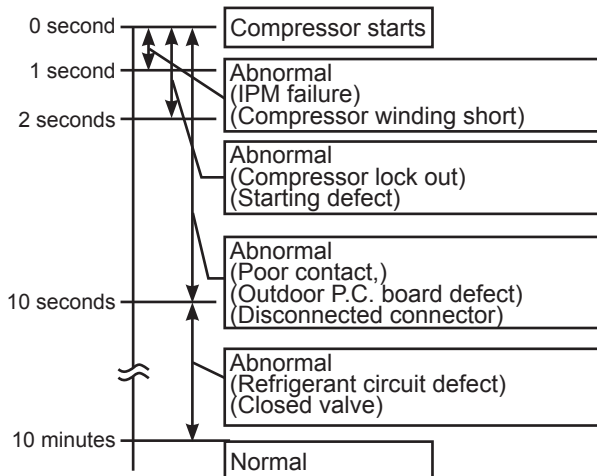 0 second
Compressor starts
1 second
Abnormal
(IPM failure)
(Compressor winding short)
2 seconds
Abnormal
(Compressor lock out)
(Starting defect)
Abnormal
(Poor contact,)
(Outdoor P.C. board defect)
(Disconnected connector)
10 seconds
Abnormal
(Refrigerant circuit defect)
(Closed valve)
10 minutes
Normal